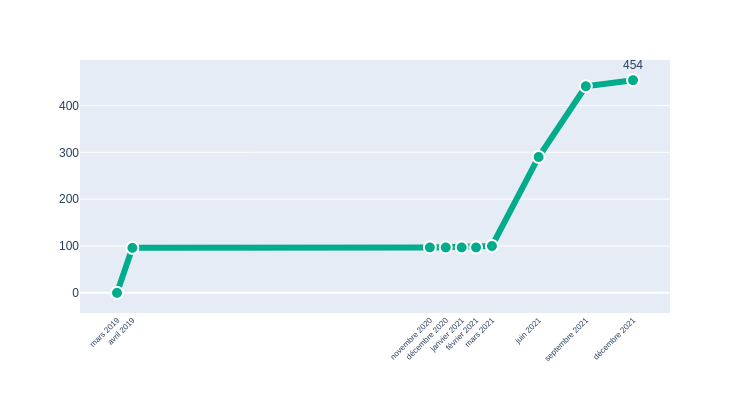 454
400
300
200
100
0
mars 2019
avril 2019
novembre 2020
décembre 2020
janvier 2021
février 2021
mars 2021
juin 2021
septembre 2021
décembre 2021